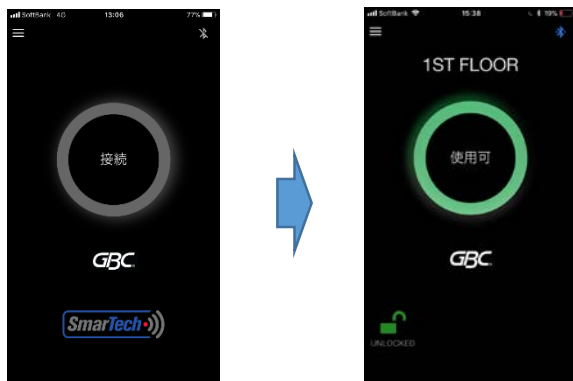 SoftBank 4G 13:06 77%
接続
GBC
SmarTech
SoftBank 15:38 19%
1ST FLOOR
使用可
GBC
UNLOCKED